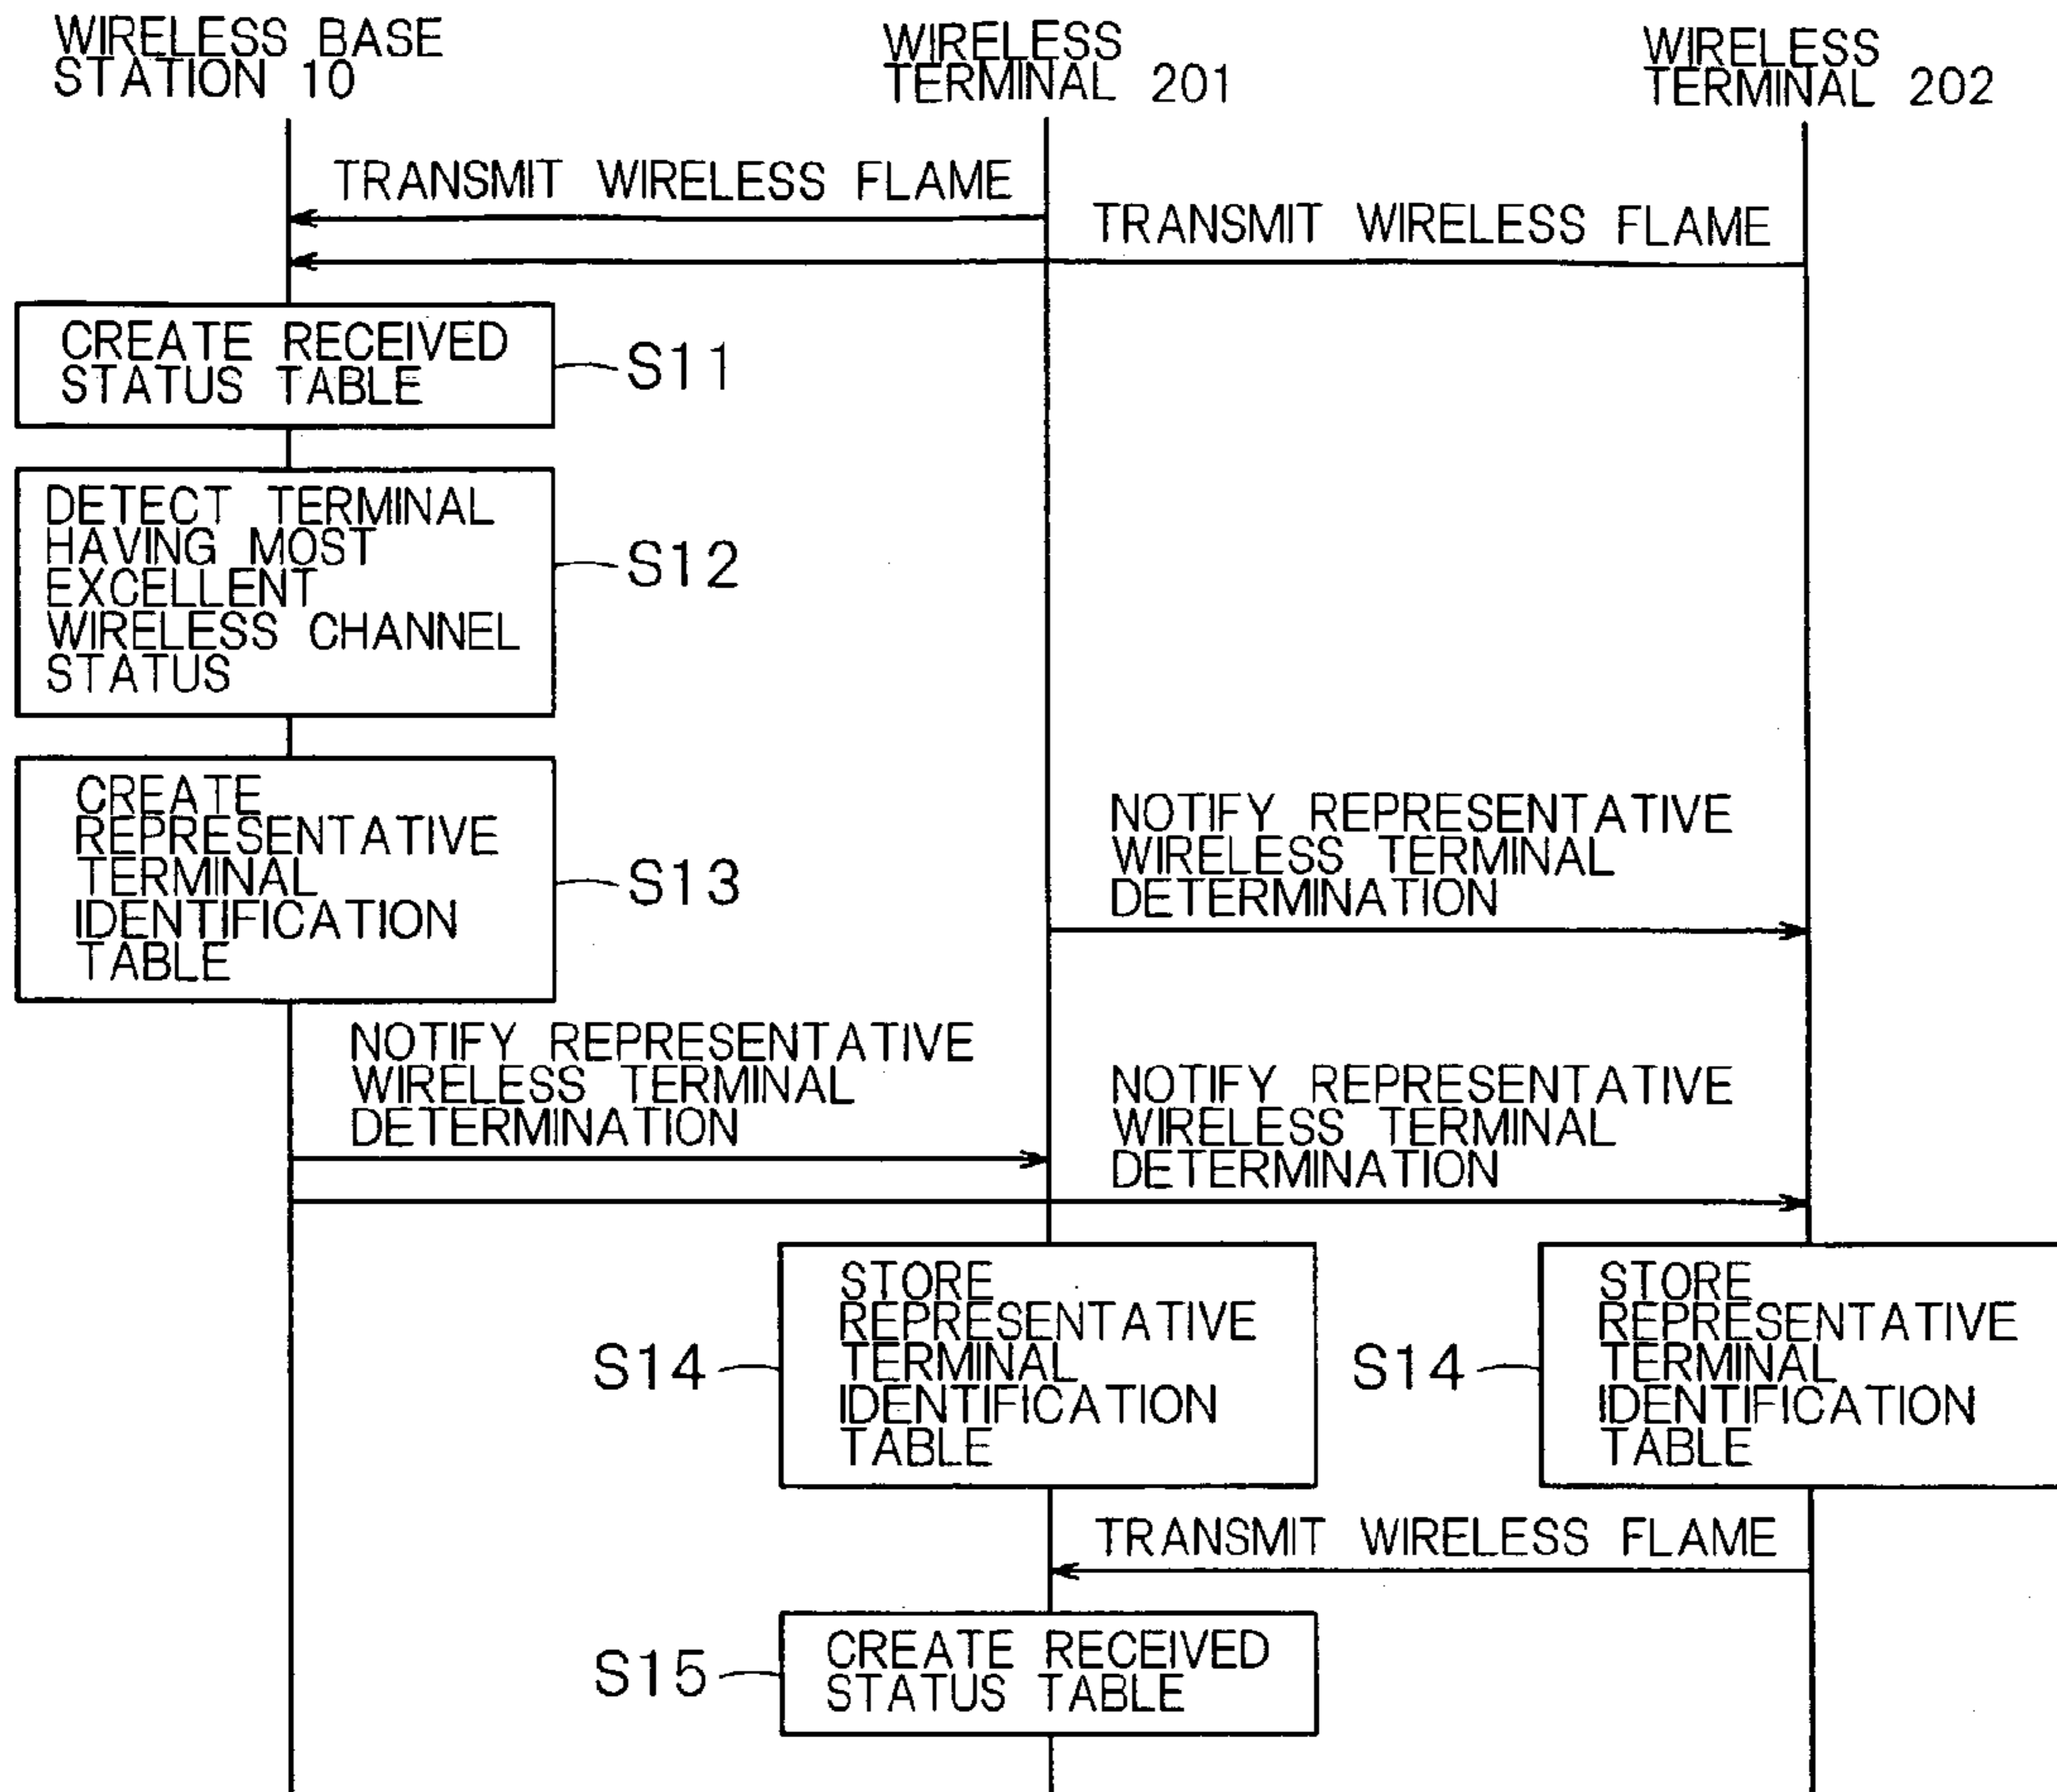 WIRELESS BASE
STATION 10
WIRELESS
TERMINAL 201
WIRELESS
TERMINAL 202
TRANSMIT WIRELESS FLAME
TRANSMIT WIRELESS FLAME
CREATE RECEIVED
STATUS TABLE
S11
DETECT TERMINAL
HAVING MOST
EXCELLENT
WIRELESS CHANNEL
STATUS
S12
CREATE
REPRESENTATIVE
TERMINAL
IDENTIFICATION
TABLE
S13
NOTIFY REPRESENTATIVE
WIRELESS TERMINAL
DETERMINATION
NOTIFY REPRESENTATIVE
WIRELESS TERMINAL
DETERMINATION
NOTIFY REPRESENTATIVE
WIRELESS TERMINAL
DETERMINATION
S14
STORE
REPRESENTATIVE
TERMINAL
IDENTIFICATION
TABLE
S14
STORE
REPRESENTATIVE
TERMINAL
IDENTIFICATION
TABLE
TRANSMIT WIRELESS FLAME
S15
CREATE RECEIVED
STATUS TABLE